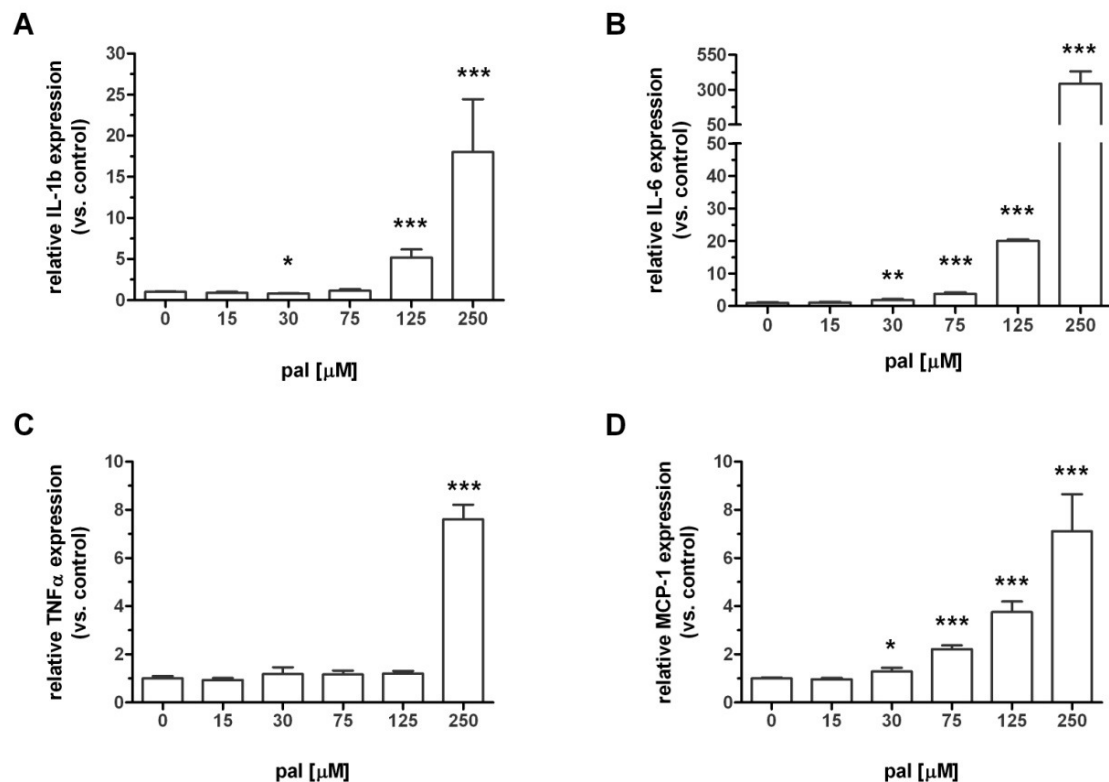 A
relative IL-1b expression
(vs. control)
30
25
20
15
10
5
0
***
***
*
0 15 30 75 125 250
pal [μM]
B
relative IL-6 expression
(vs. control)
550
300
50
50
40
30
20
10
0
***
***
***
**
0 15 30 75 125 250
pal [μM]
C
relative TNFα expression
(vs. control)
10
8
6
4
2
0
***
0 15 30 75 125 250
pal [μM]
D
relative MCP-1 expression
(vs. control)
10
8
6
4
2
0
***
***
***
*
0 15 30 75 125 250
pal [μM]